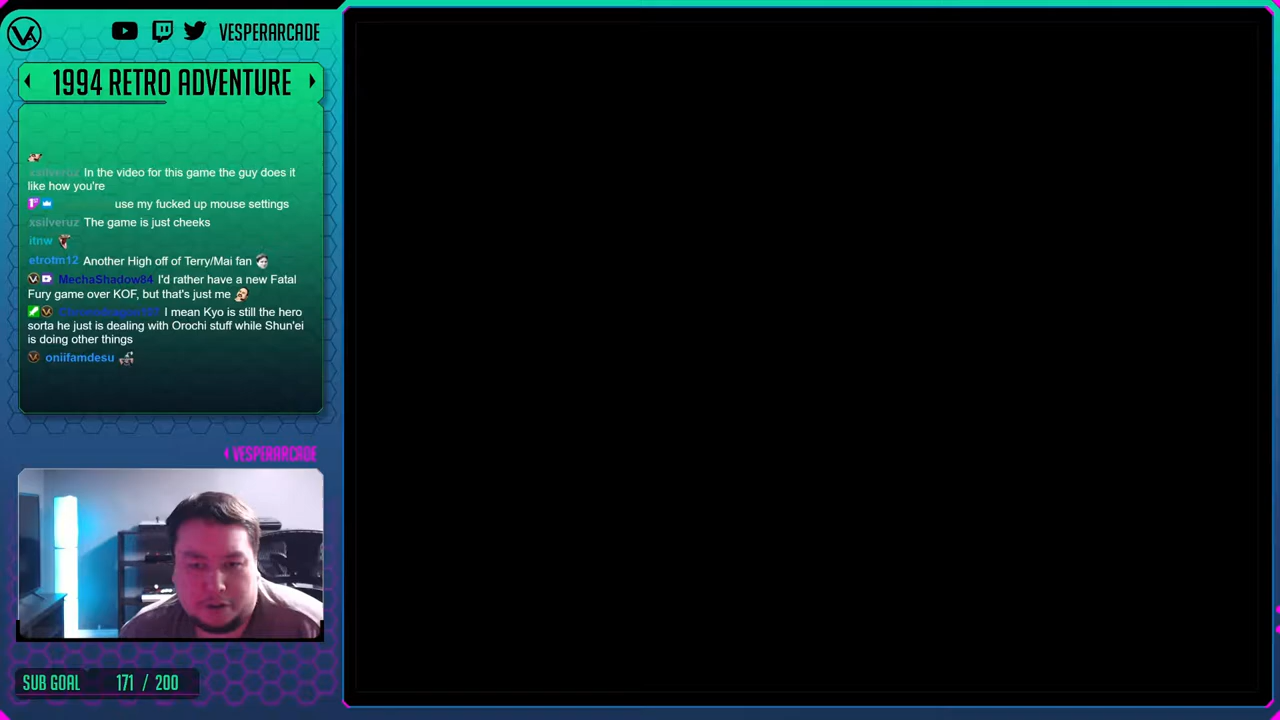 VESPERARCADE
1994 RETRO ADVENTURE
xsilveruz In the video for this game the guy does it
like how you're
use my fucked up mouse settings
xsilveruz The game is just cheeks
itnw
etrofm12 Another High off of Terry/Mai fan
MechaShadow84 I'd rather have a new Fatal
Fury game over KOF, but that's just me
I mean Kyo is still the hero
sorta he just is dealing with Orochi stuff while Shun'ei
is doing other things
oniifamdesu
VESPERARCADE
SUB GOAL 171 / 200